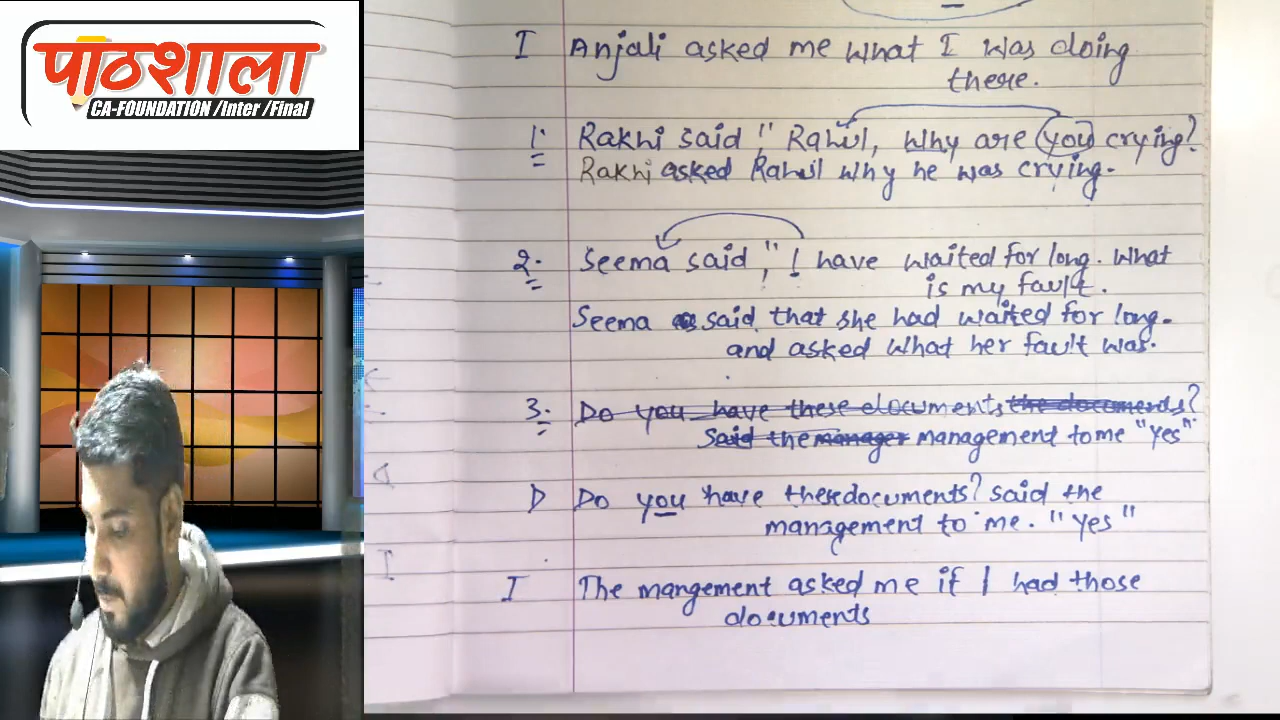 पाठशाला
CA-FOUNDATION /Inter /Final
I Anjali asked me what I was doing
there.
1. Rakhi said " Rahul, why are you crying?
Rakhi asked Rahul why he was crying.
2. Seema said, " I have waited for long. What
is my fault.
Seema said that she had waited for long.
and asked what her fault was.
3. Do you have these documents the documents?
Said the manager management to me "yes"
D Do you have these documents? said the
management to me. "yes"
I The mangement asked me if I had those
documents